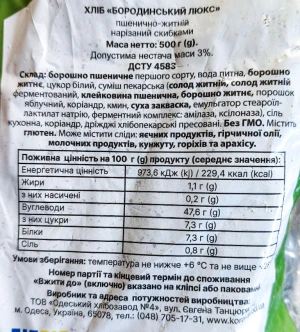 ХЛІБ «БОРОДИНСЬКИЙ ЛЮКС»
пшенично-житній
нарізаний скибками
Маса нетто: 500 г (g).
Допустима нестача маси 3%.
ДСТУ 4583
Склад: борошно пшеничне першого сорту, вода питна, борошно
житнє, цукор білий, суміш пекарська (солод житній, солод житній
ферментований, клейковина пшенична, борошно житнє, порошок
яблучний, коріандр, кмин, суха закваска, емульгатор стеароїл-
лактилат натрію, ферментний комплекс: амілаза, ксілоназа), сіль
кухонна, коріандр, дріжджі хлібопекарські пресовані. Без ГМО. Містить
глютен. Може містити сліди: яєчних продуктів, гірчичної олії,
молочних продуктів, кунжуту, горіхів та арахісу.
Поживна цінність на 100 г (g) продукту (середнє значення):
Енергетична цінність 973,6 кДж (kj) / 229,4 ккал (kcal)
Жири 1,1 г (g)
з них насичені 0,2 г (g)
Вуглеводи 47,6 г (g)
з них цукри 7,3 г (g)
Білки 7,3 г (g)
Сіль 0,8 г (g)
Умови зберігання: температура не нижче +6 °С та не вище
Номер партії та кінцевий термін до споживання
«Вжити до» (включно) вказано на кліпсі або пакованні
Виробник та адреса потужностей виробництва:
ТОВ «Одеський хлібозавод №4», вул. Євгена
м. Одеса, Україна, 65078, тел.: (048) 705-17-31, www.